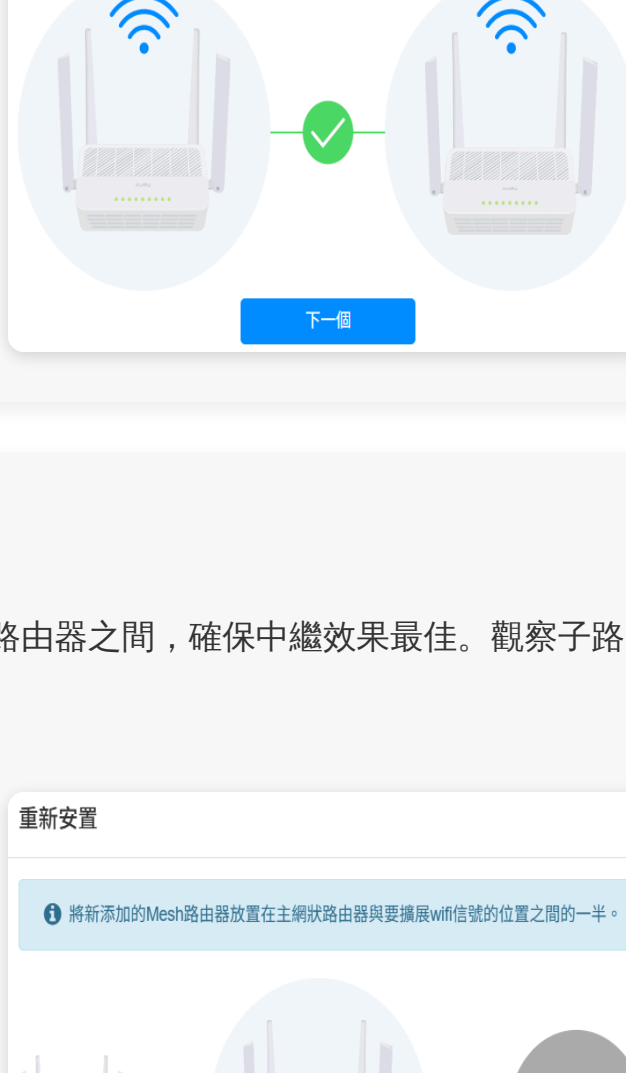 下一個
路由器之間，確保中繼效果最佳。觀察子路
重新安置
將新添加的Mesh路由器放置在主網狀路由器與要擴展wifi信號的位置之間的一半。